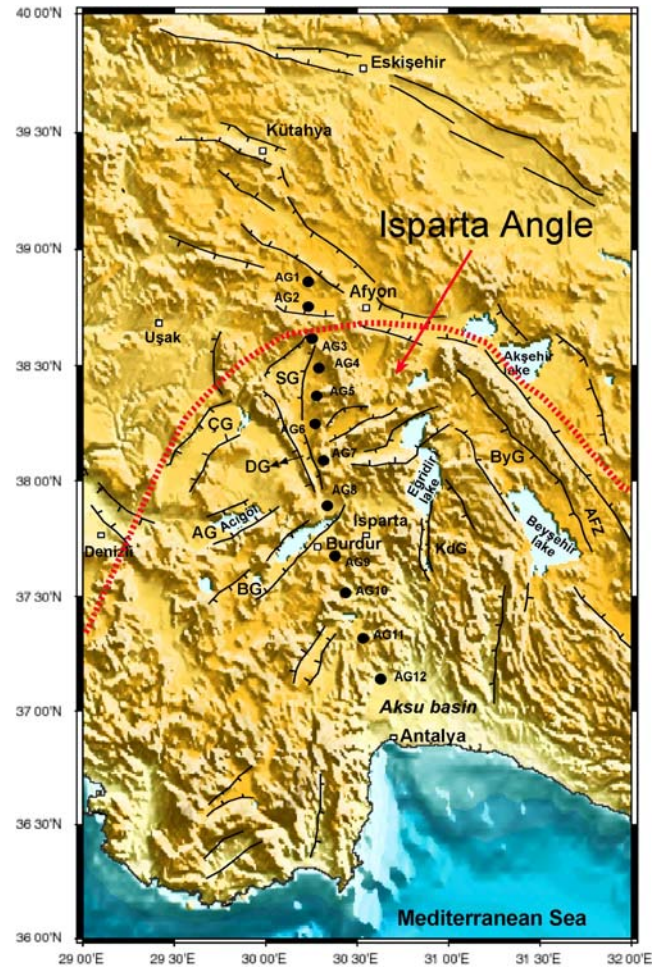 40 00'N
Eskişehir
39 30'N
Kütahya
Isparta Angle
39 00'N
AG1
AG2
Afyon
Uşak
38 30'N
AG3
SG
AG4
Akşehir
lake
AG5
ÇG
AG6
DG
AG7
38 00'N
Eğridir
lake
ByG
AG8
Acıgöl
AG
Isparta
AFZ
Beyşehir
lake
Denizli
Burdur
KdG
AG9
BG
AG10
37 30'N
AG11
AG12
37 00'N
Aksu basin
Antalya
36 30'N
Mediterranean Sea
36 00'N
29 00'E
29 30'E
30 00'E
30 30'E
31 00'E
31 30'E
32 00'E